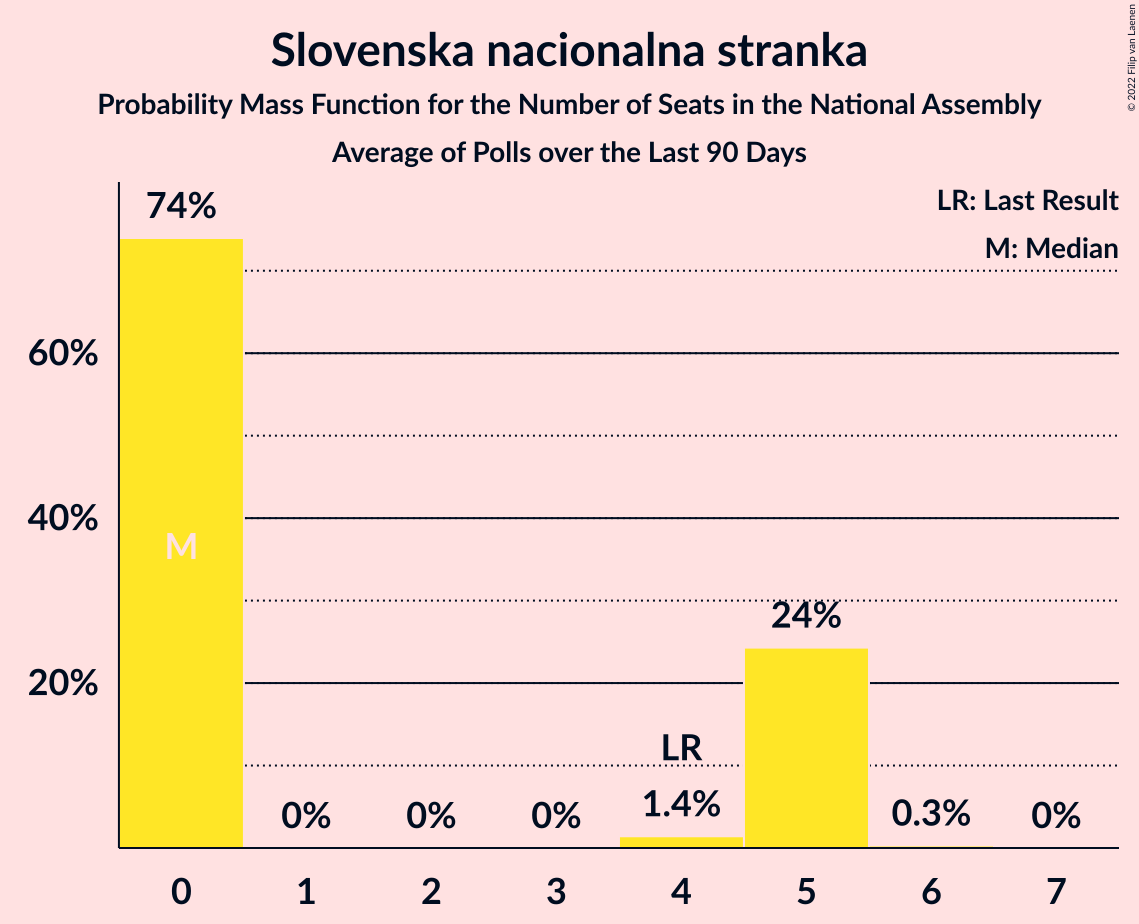 Slovenska nacionalna stranka
Probability Mass Function for the Number of Seats in the National Assembly
Average of Polls over the Last 90 Days
© 2022 Filip van Laenen
LR: Last Result
M: Median
74%
60%
40%
20%
M
0%
0%
0%
LR
1.4%
24%
0.3%
0%
0 1 2 3 4 5 6 7